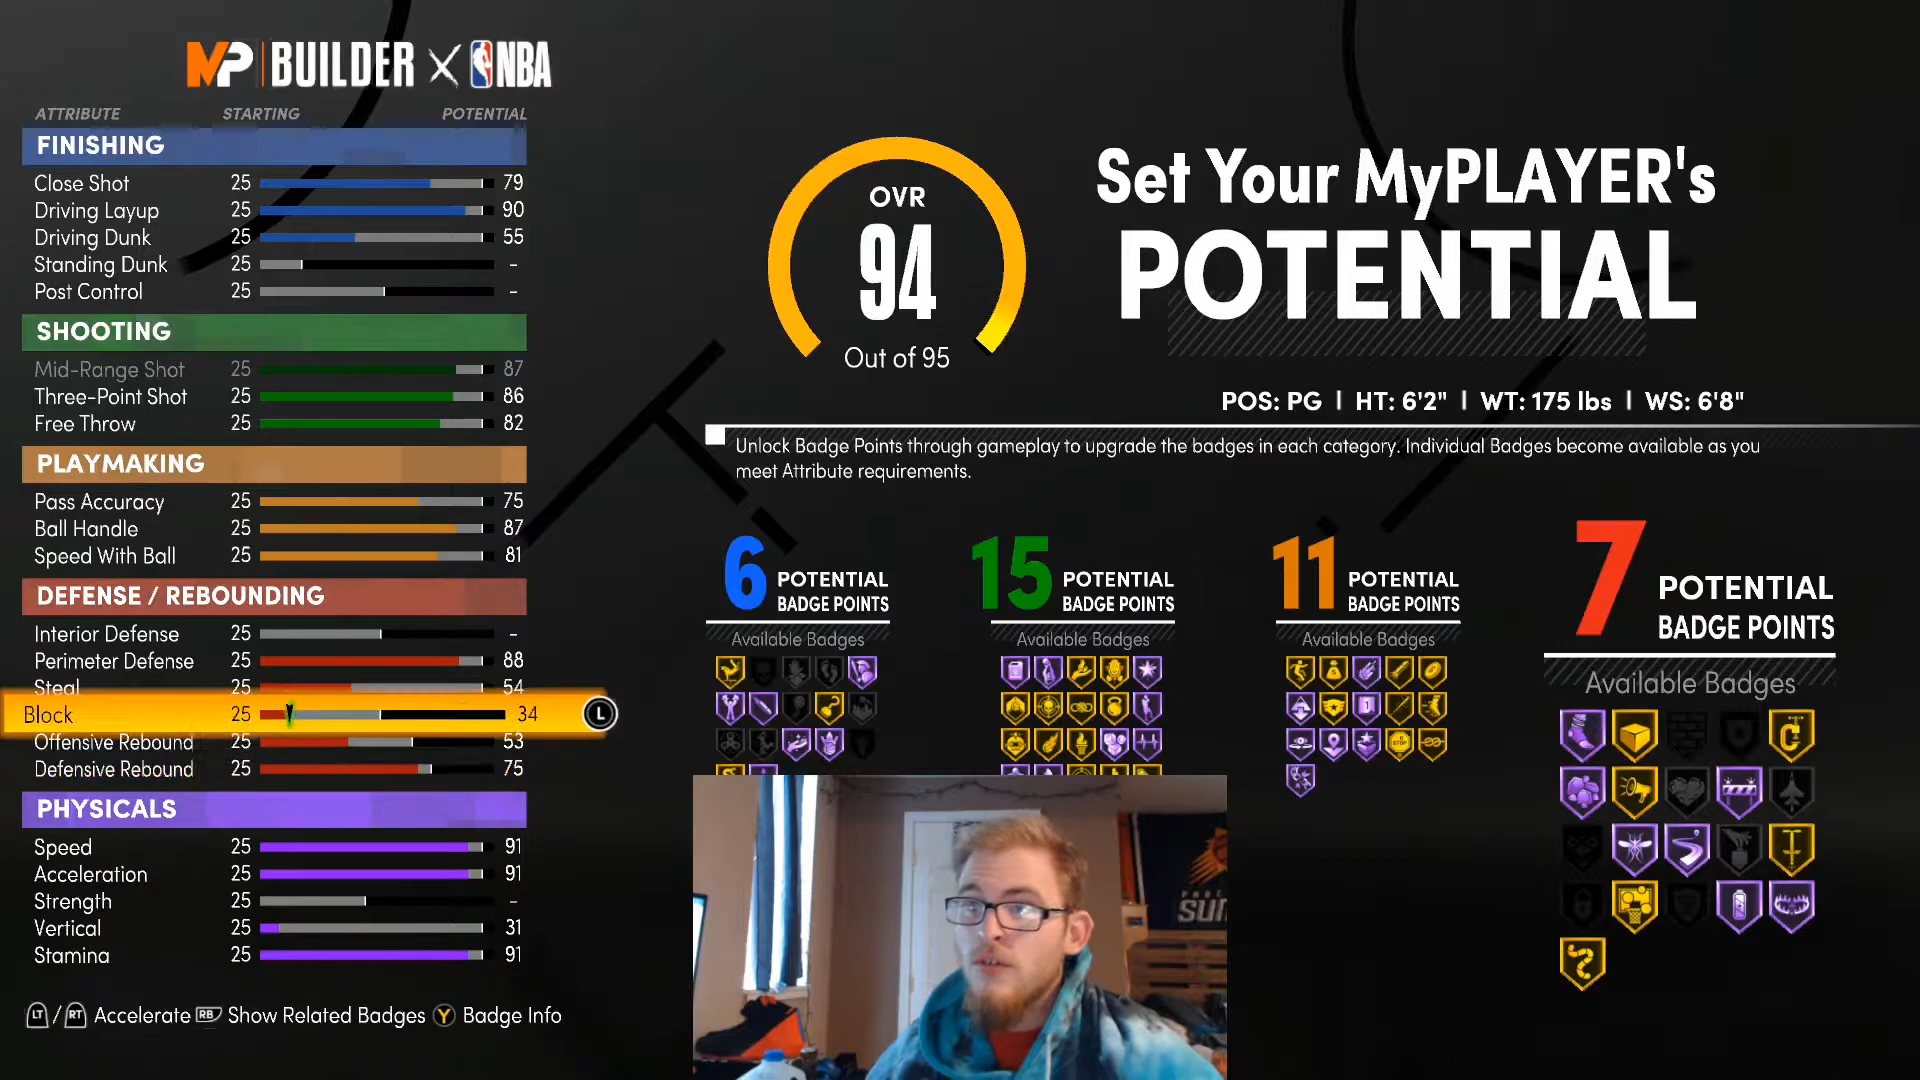 MP BUILDER X NBA
ATTRIBUTE STARTING POTENTIAL
FINISHING
Close Shot 25 79
Driving Layup 25 90
Driving Dunk 25 55
Standing Dunk 25 -
Post Control 25 -
SHOOTING
Mid-Range Shot 25 87
Three-Point Shot 25 86
Free Throw 25 82
PLAYMAKING
Pass Accuracy 25 75
Ball Handle 25 87
Speed With Ball 25 81
DEFENSE / REBOUNDING
Interior Defense 25 -
Perimeter Defense 25 88
Steal 25 54
Block 25 34 L
Offensive Rebound 25 53
Defensive Rebound 25 75
PHYSICALS
Speed 25 91
Acceleration 25 91
Strength 25 -
Vertical 25 31
Stamina 25 91
LT / RT Accelerate RB Show Related Badges Y Badge Info
OVR
94
Out of 95
Set Your MyPLAYER's
POTENTIAL
POS: PG | HT: 6'2" | WT: 175 lbs | WS: 6'8"
Unlock Badge Points through gameplay to upgrade the badges in each category. Individual Badges become available as you
meet Attribute requirements.
6 POTENTIAL
BADGE POINTS
Available Badges
15 POTENTIAL
BADGE POINTS
Available Badges
11 POTENTIAL
BADGE POINTS
Available Badges
7 POTENTIAL
BADGE POINTS
Available Badges